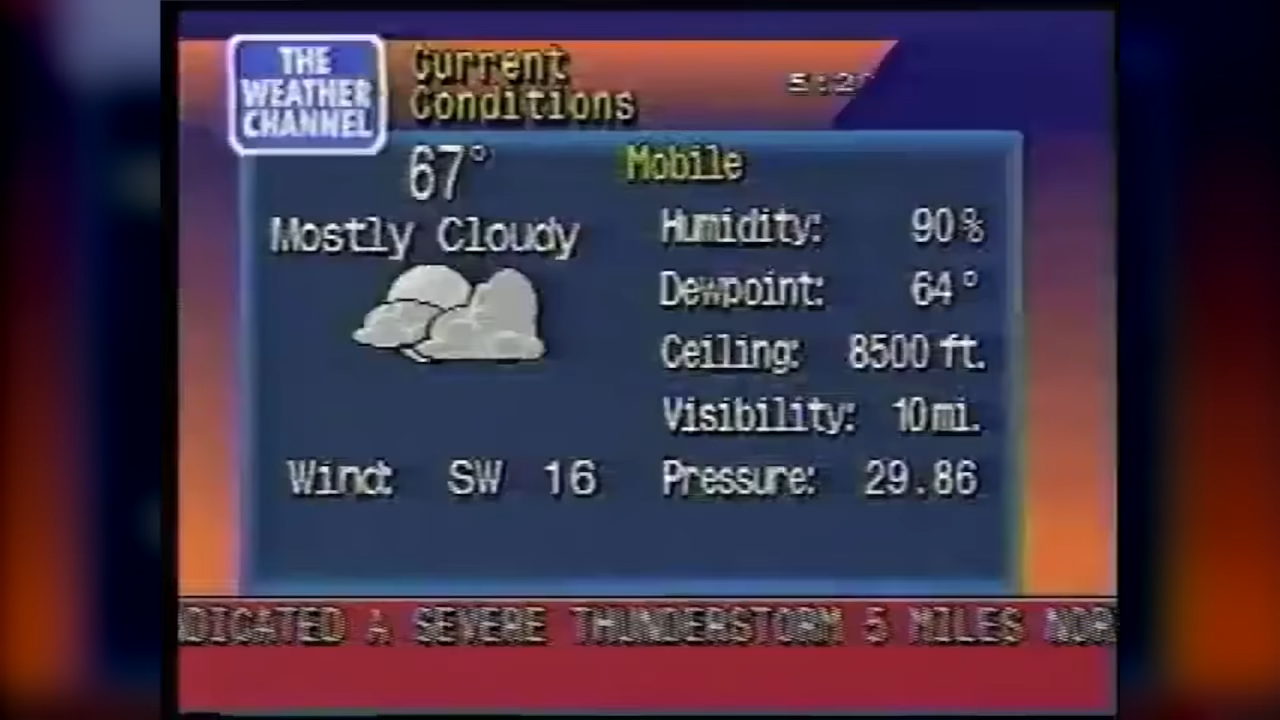 THE
WEATHER
CHANNEL
Current
Conditions
67°
Mostly Cloudy
Wind: SW 16
Mobile
Humidity: 90%
Dewpoint: 64°
Ceiling: 8500 ft.
Visibility: 10 mi.
Pressure: 29.86
DICATED A SEVERE THUNDERSTORM 5 MILES NOR